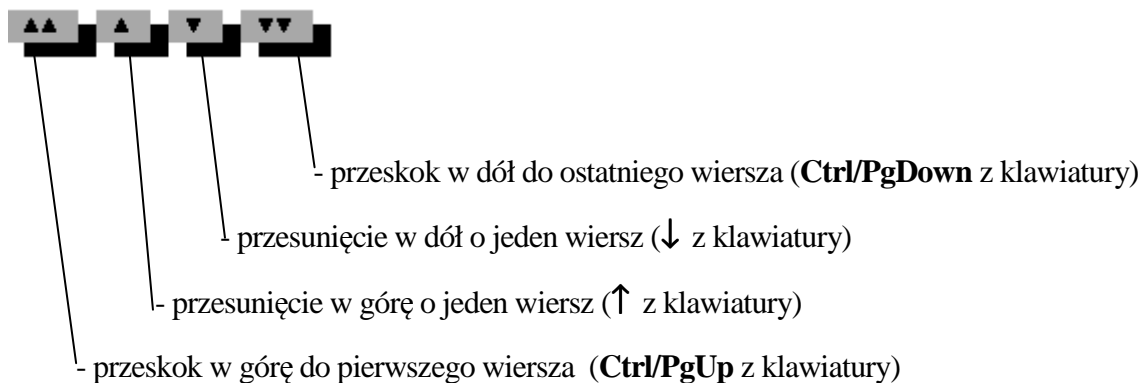 ▲▲ ▲ ▼ ▼▼
- przeskok w dół do ostatniego wiersza (Ctrl/PgDown z klawiatury)
- przesunięcie w dół o jeden wiersz (↓ z klawiatury)
- przesunięcie w górę o jeden wiersz (↑ z klawiatury)
- przeskok w górę do pierwszego wiersza (Ctrl/PgUp z klawiatury)